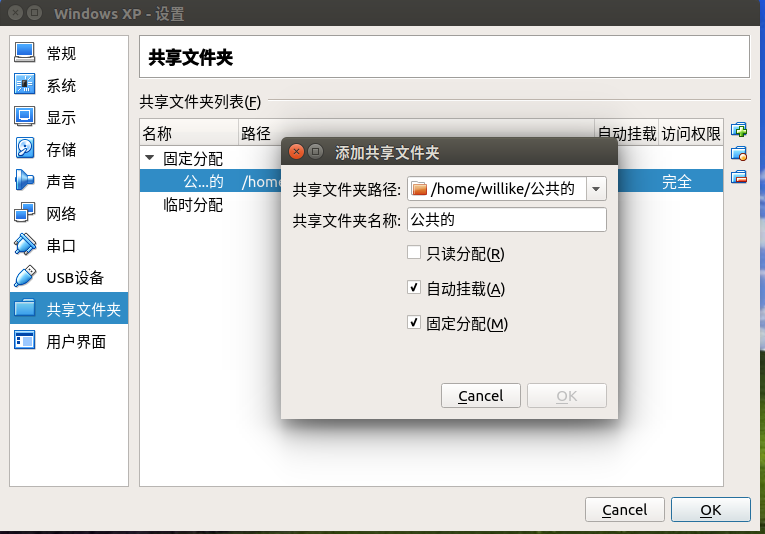 Windows XP - 设置
常规
系统
显示
存储
声音
网络
串口
USB设备
共享文件夹
用户界面
共享文件夹
共享文件夹列表(F)
名称 路径 自动挂载 访问权限
固定分配
公...的 /home 完全
临时分配
添加共享文件夹
共享文件夹路径: /home/willike/公共的
共享文件夹名称: 公共的
只读分配(R)
自动挂载(A)
固定分配(M)
Cancel OK
Cancel OK